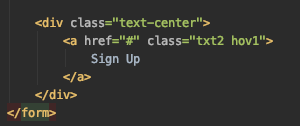 <div class="text-center">
<a href="#" class="txt2 hov1">
Sign Up
</a>
</div>
</form>